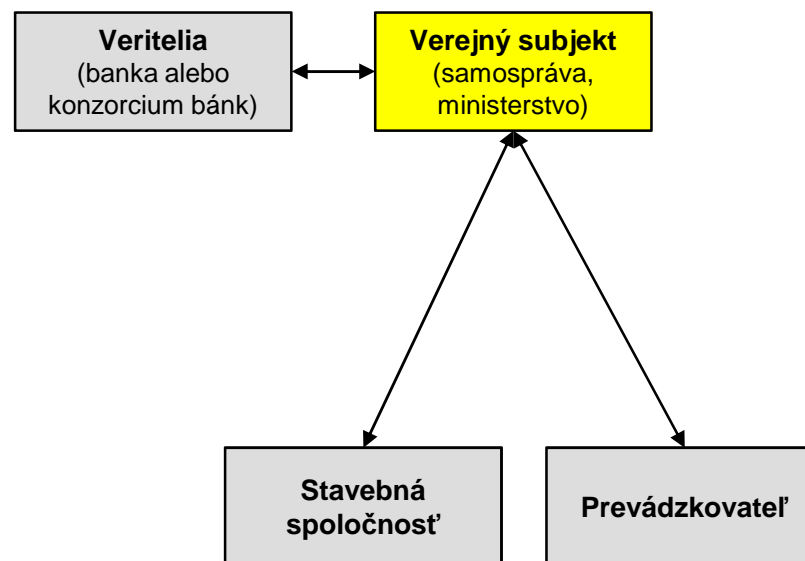 Veritelia
(banka alebo
konzorcium bánk)
Verejný subjekt
(samospráva,
ministerstvo)
Stavebná
spoločnosť
Prevádzkovateľ